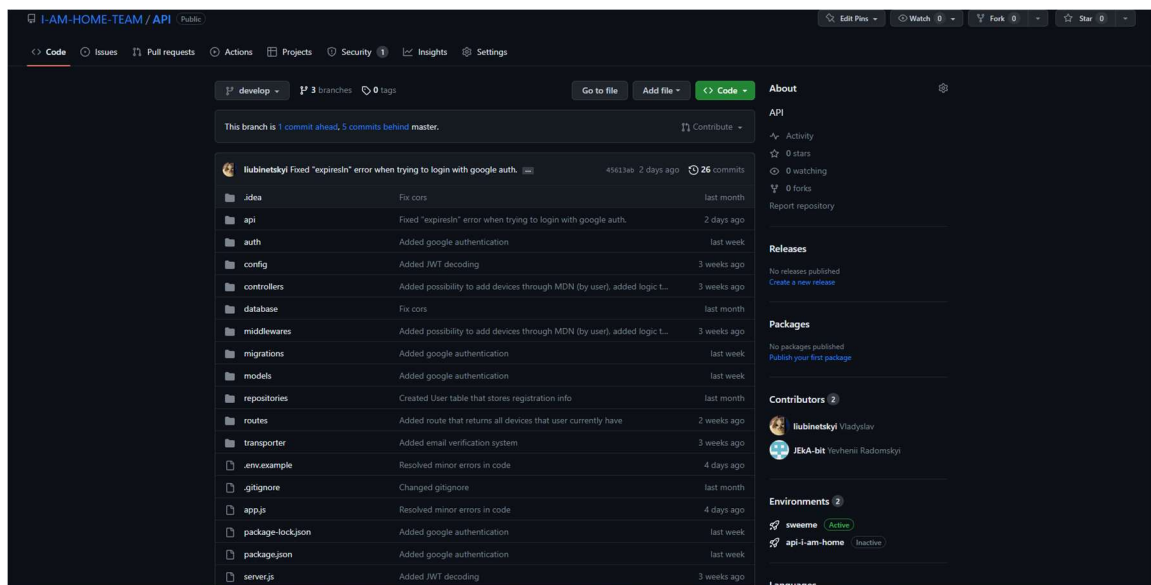 I-AM-HOME-TEAM / API Public
Edit Pins Watch 0 Fork 0 Star 0
Code Issues Pull requests Actions Projects Security 1 Insights Settings
develop 3 branches 0 tags Go to file Add file <> Code
This branch is 1 commit ahead, 5 commits behind master. Contribute
liubinetskyi Fixed "expiresIn" error when trying to login with google auth. ... 45613ab 2 days ago 26 commits
.idea Fix cors last month
api Fixed "expiresIn" error when trying to login with google auth. 2 days ago
auth Added google authentication last week
config Added JWT decoding 3 weeks ago
controllers Added possibility to add devices through MDN (by user), added logic t... 3 weeks ago
database Fix cors last month
middlewares Added possibility to add devices through MDN (by user), added logic t... 3 weeks ago
migrations Added google authentication last week
models Added google authentication last week
repositories Created User table that stores registration info last month
routes Added route that returns all devices that user currently have 2 weeks ago
transporter Added email verification system 3 weeks ago
.env.example Resolved minor errors in code 4 days ago
.gitignore Changed gitignore last month
app.js Resolved minor errors in code 4 days ago
package-lock.json Added google authentication last week
package.json Added google authentication last week
server.js Added JWT decoding 3 weeks ago
About
API
Activity
0 stars
0 watching
0 forks
Report repository
Releases
No releases published
Create a new release
Packages
No packages published
Publish your first package
Contributors 2
liubinetskyi Vladyslav
JEkA-bit Yevhenii Radomskyi
Environments 2
sweeme Active
api-i-am-home Inactive
Languages